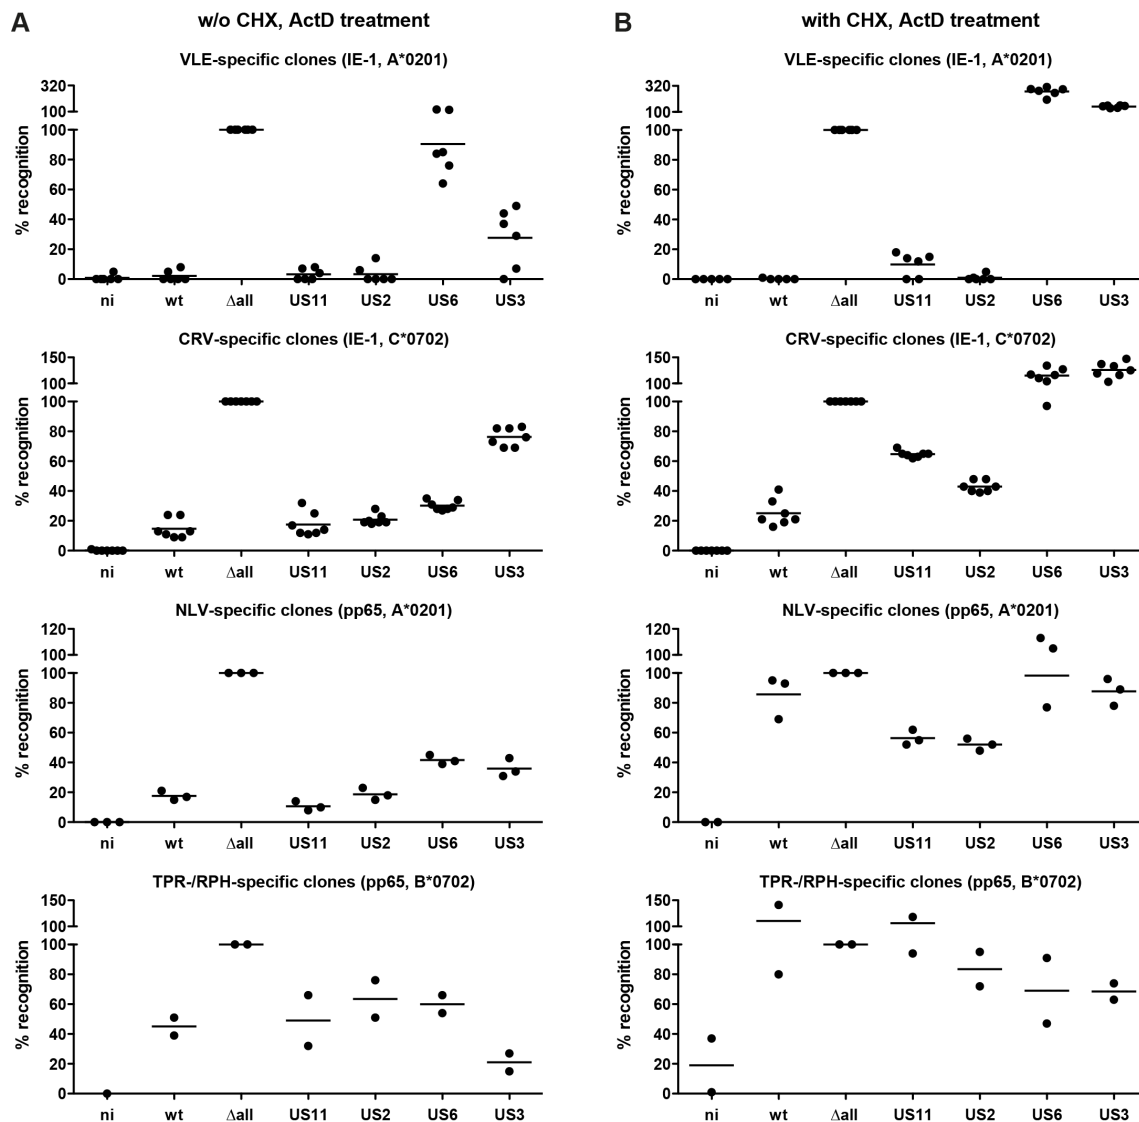 A
w/o CHX, ActD treatment
VLE-specific clones (IE-1, A*0201)
% recognition
320
100
100
80
60
40
20
0
ni wt Δall US11 US2 US6 US3
CRV-specific clones (IE-1, C*0702)
% recognition
150
100
100
80
60
40
20
0
ni wt Δall US11 US2 US6 US3
NLV-specific clones (pp65, A*0201)
% recognition
120
100
100
80
60
40
20
0
ni wt Δall US11 US2 US6 US3
TPR-/RPH-specific clones (pp65, B*0702)
% recognition
150
100
100
80
60
40
20
0
ni wt Δall US11 US2 US6 US3
B
with CHX, ActD treatment
VLE-specific clones (IE-1, A*0201)
% recognition
320
100
100
80
60
40
20
0
ni wt Δall US11 US2 US6 US3
CRV-specific clones (IE-1, C*0702)
% recognition
150
100
100
80
60
40
20
0
ni wt Δall US11 US2 US6 US3
NLV-specific clones (pp65, A*0201)
% recognition
120
100
100
80
60
40
20
0
ni wt Δall US11 US2 US6 US3
TPR-/RPH-specific clones (pp65, B*0702)
% recognition
150
100
100
80
60
40
20
0
ni wt Δall US11 US2 US6 US3